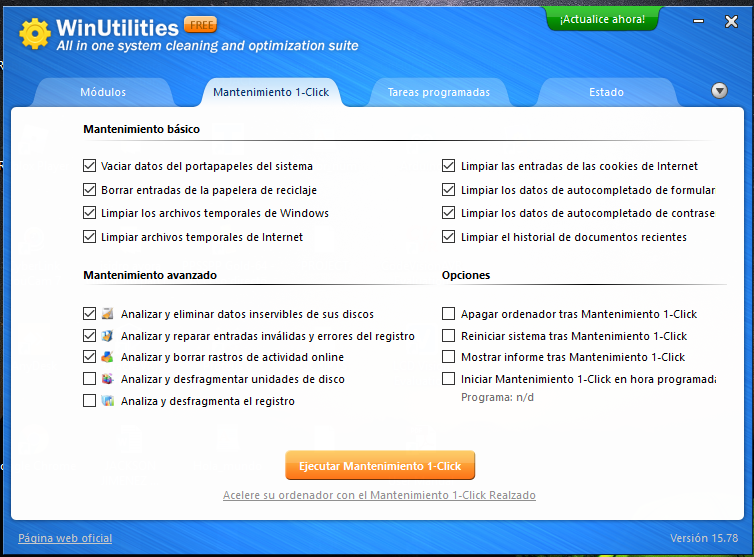 WinUtilities FREE
All in one system cleaning and optimization suite
¡Actualice ahora!
Módulos
Mantenimiento 1-Click
Tareas programadas
Estado
Mantenimiento básico
Vaciar datos del portapapeles del sistema
Borrar entradas de la papelera de reciclaje
Limpiar los archivos temporales de Windows
Limpiar archivos temporales de Internet
Limpiar las entradas de las cookies de Internet
Limpiar los datos de autocompletado de formular
Limpiar los datos de autocompletado de contrase
Limpiar el historial de documentos recientes
Mantenimiento avanzado
Analizar y eliminar datos inservibles de sus discos
Analizar y reparar entradas inválidas y errores del registro
Analizar y borrar rastros de actividad online
Analizar y desfragmentar unidades de disco
Analiza y desfragmenta el registro
Opciones
Apagar ordenador tras Mantenimiento 1-Click
Reiniciar sistema tras Mantenimiento 1-Click
Mostrar informe tras Mantenimiento 1-Click
Iniciar Mantenimiento 1-Click en hora programada
Programa: n/d
Ejecutar Mantenimiento 1-Click
Acelere su ordenador con el Mantenimiento 1-Click Realzado
Página web oficial
Versión 15.78